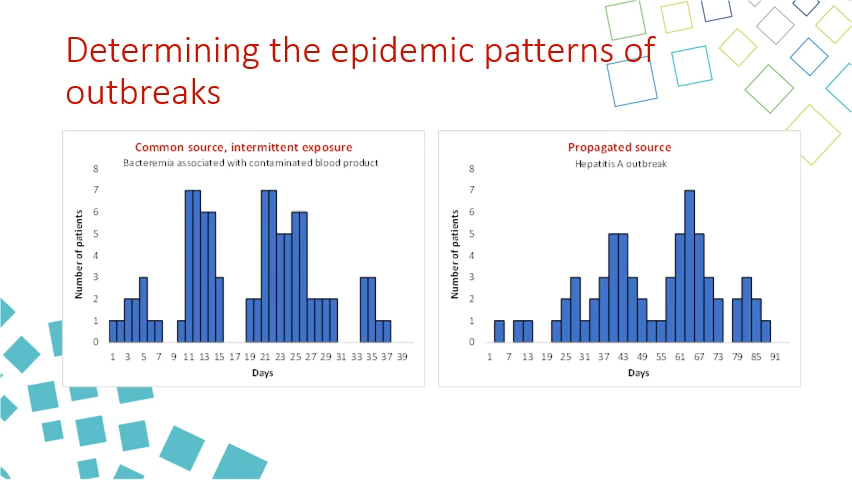 Determining the epidemic patterns of
outbreaks
Common source, intermittent exposure
Bacteremia associated with contaminated blood product
8
7
6
5
4
3
2
1
0
Number of patients
1 3 5 7 9 11 13 15 17 19 21 23 25 27 29 31 33 35 37 39
Days
Propagated source
Hepatitis A outbreak
8
7
6
5
4
3
2
1
0
Number of patients
1 7 13 19 25 31 37 43 49 55 61 67 73 79 85 91
Days